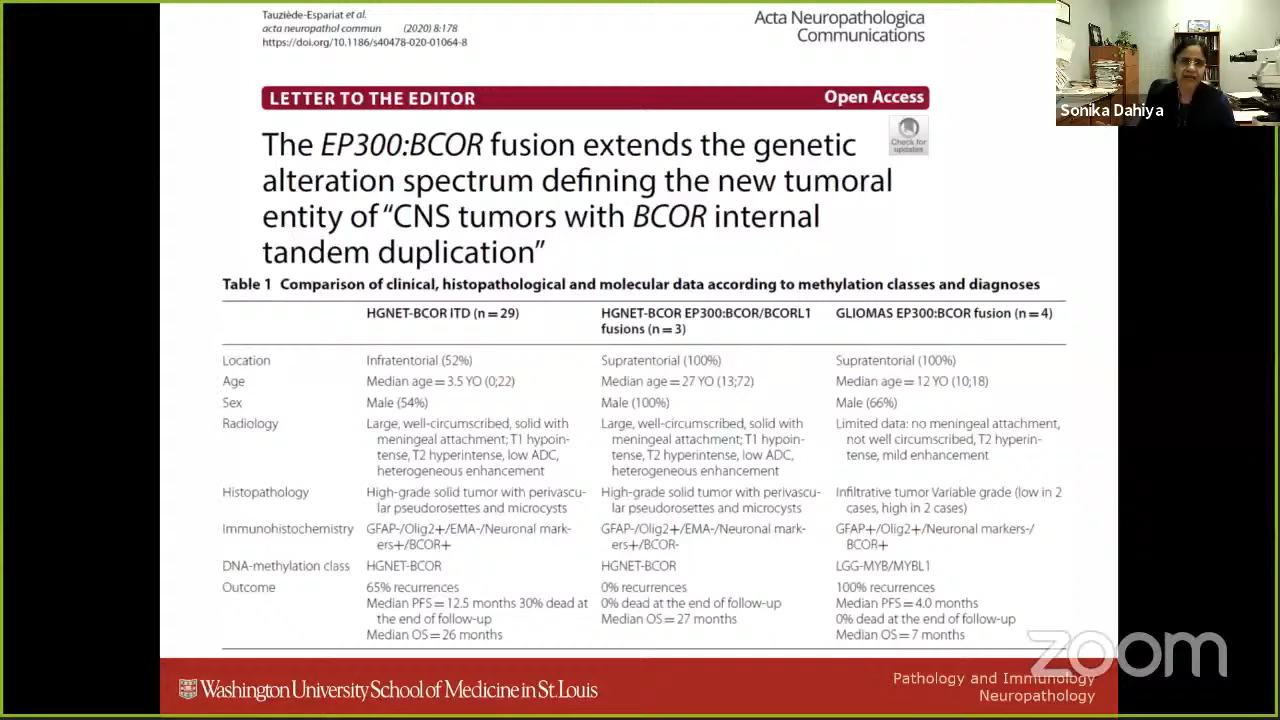 Tauziède-Espariat et al.
acta neuropathol commun (2020) 8:178
https://doi.org/10.1186/s40478-020-01064-8
Acta Neuropathologica
Communications
Sonika Dahiya
LETTER TO THE EDITOR
Open Access
Check for
updates
The EP300:BCOR fusion extends the genetic
alteration spectrum defining the new tumoral
entity of “CNS tumors with BCOR internal
tandem duplication”
Table 1 Comparison of clinical, histopathological and molecular data according to methylation classes and diagnoses
HGNET-BCOR ITD (n = 29)
HGNET-BCOR EP300:BCOR/BCORL1
fusions (n = 3)
GLIOMAS EP300:BCOR fusion (n = 4)
Location
Infratentorial (52%)
Supratentorial (100%)
Supratentorial (100%)
Age
Median age = 3.5 YO (0;22)
Median age = 27 YO (13;72)
Median age = 12 YO (10;18)
Sex
Male (54%)
Male (100%)
Male (66%)
Radiology
Large, well-circumscribed, solid with
meningeal attachment; T1 hypoin-
tense, T2 hyperintense, low ADC,
heterogeneous enhancement
Large, well-circumscribed, solid with
meningeal attachment; T1 hypoin-
tense, T2 hyperintense, low ADC,
heterogeneous enhancement
Limited data: no meningeal attachment,
not well circumscribed, T2 hyperin-
tense, mild enhancement
Histopathology
High-grade solid tumor with perivascu-
lar pseudorosettes and microcysts
High-grade solid tumor with perivascu-
lar pseudorosettes and microcysts
Infiltrative tumor Variable grade (low in 2
cases, high in 2 cases)
Immunohistochemistry
GFAP-/Olig2+/EMA-/Neuronal mark-
ers+/BCOR+
GFAP-/Olig2+/EMA-/Neuronal mark-
ers+/BCOR-
GFAP+/Olig2+/Neuronal markers-/
BCOR+
DNA-methylation class
HGNET-BCOR
HGNET-BCOR
LGG-MYB/MYBL1
Outcome
65% recurrences
Median PFS = 12.5 months 30% dead at
the end of follow-up
Median OS = 26 months
0% recurrences
0% dead at the end of follow-up
Median OS = 27 months
100% recurrences
Median PFS = 4.0 months
0% dead at the end of follow-up
Median OS = 7 months
zoom
Washington University School of Medicine in St. Louis
Pathology and Immunology
Neuropathology